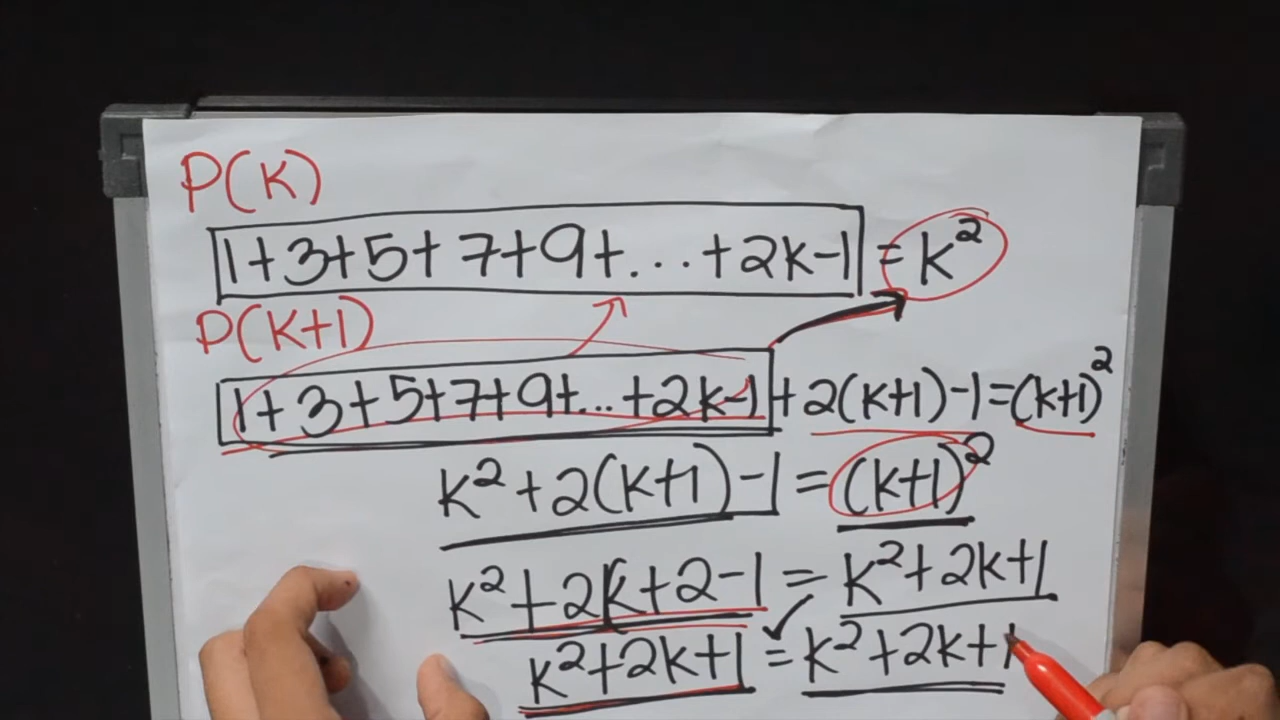 P(K)
1+3+5+7+9+...+2k-1 = k²
P(K+1)
1+3+5+7+9+...+2k-1+2(k+1)-1=(k+1)²
k²+2(k+1)-1=(k+1)²
k²+2k+2-1=k²+2k+1
k²+2k+1=k²+2k+1